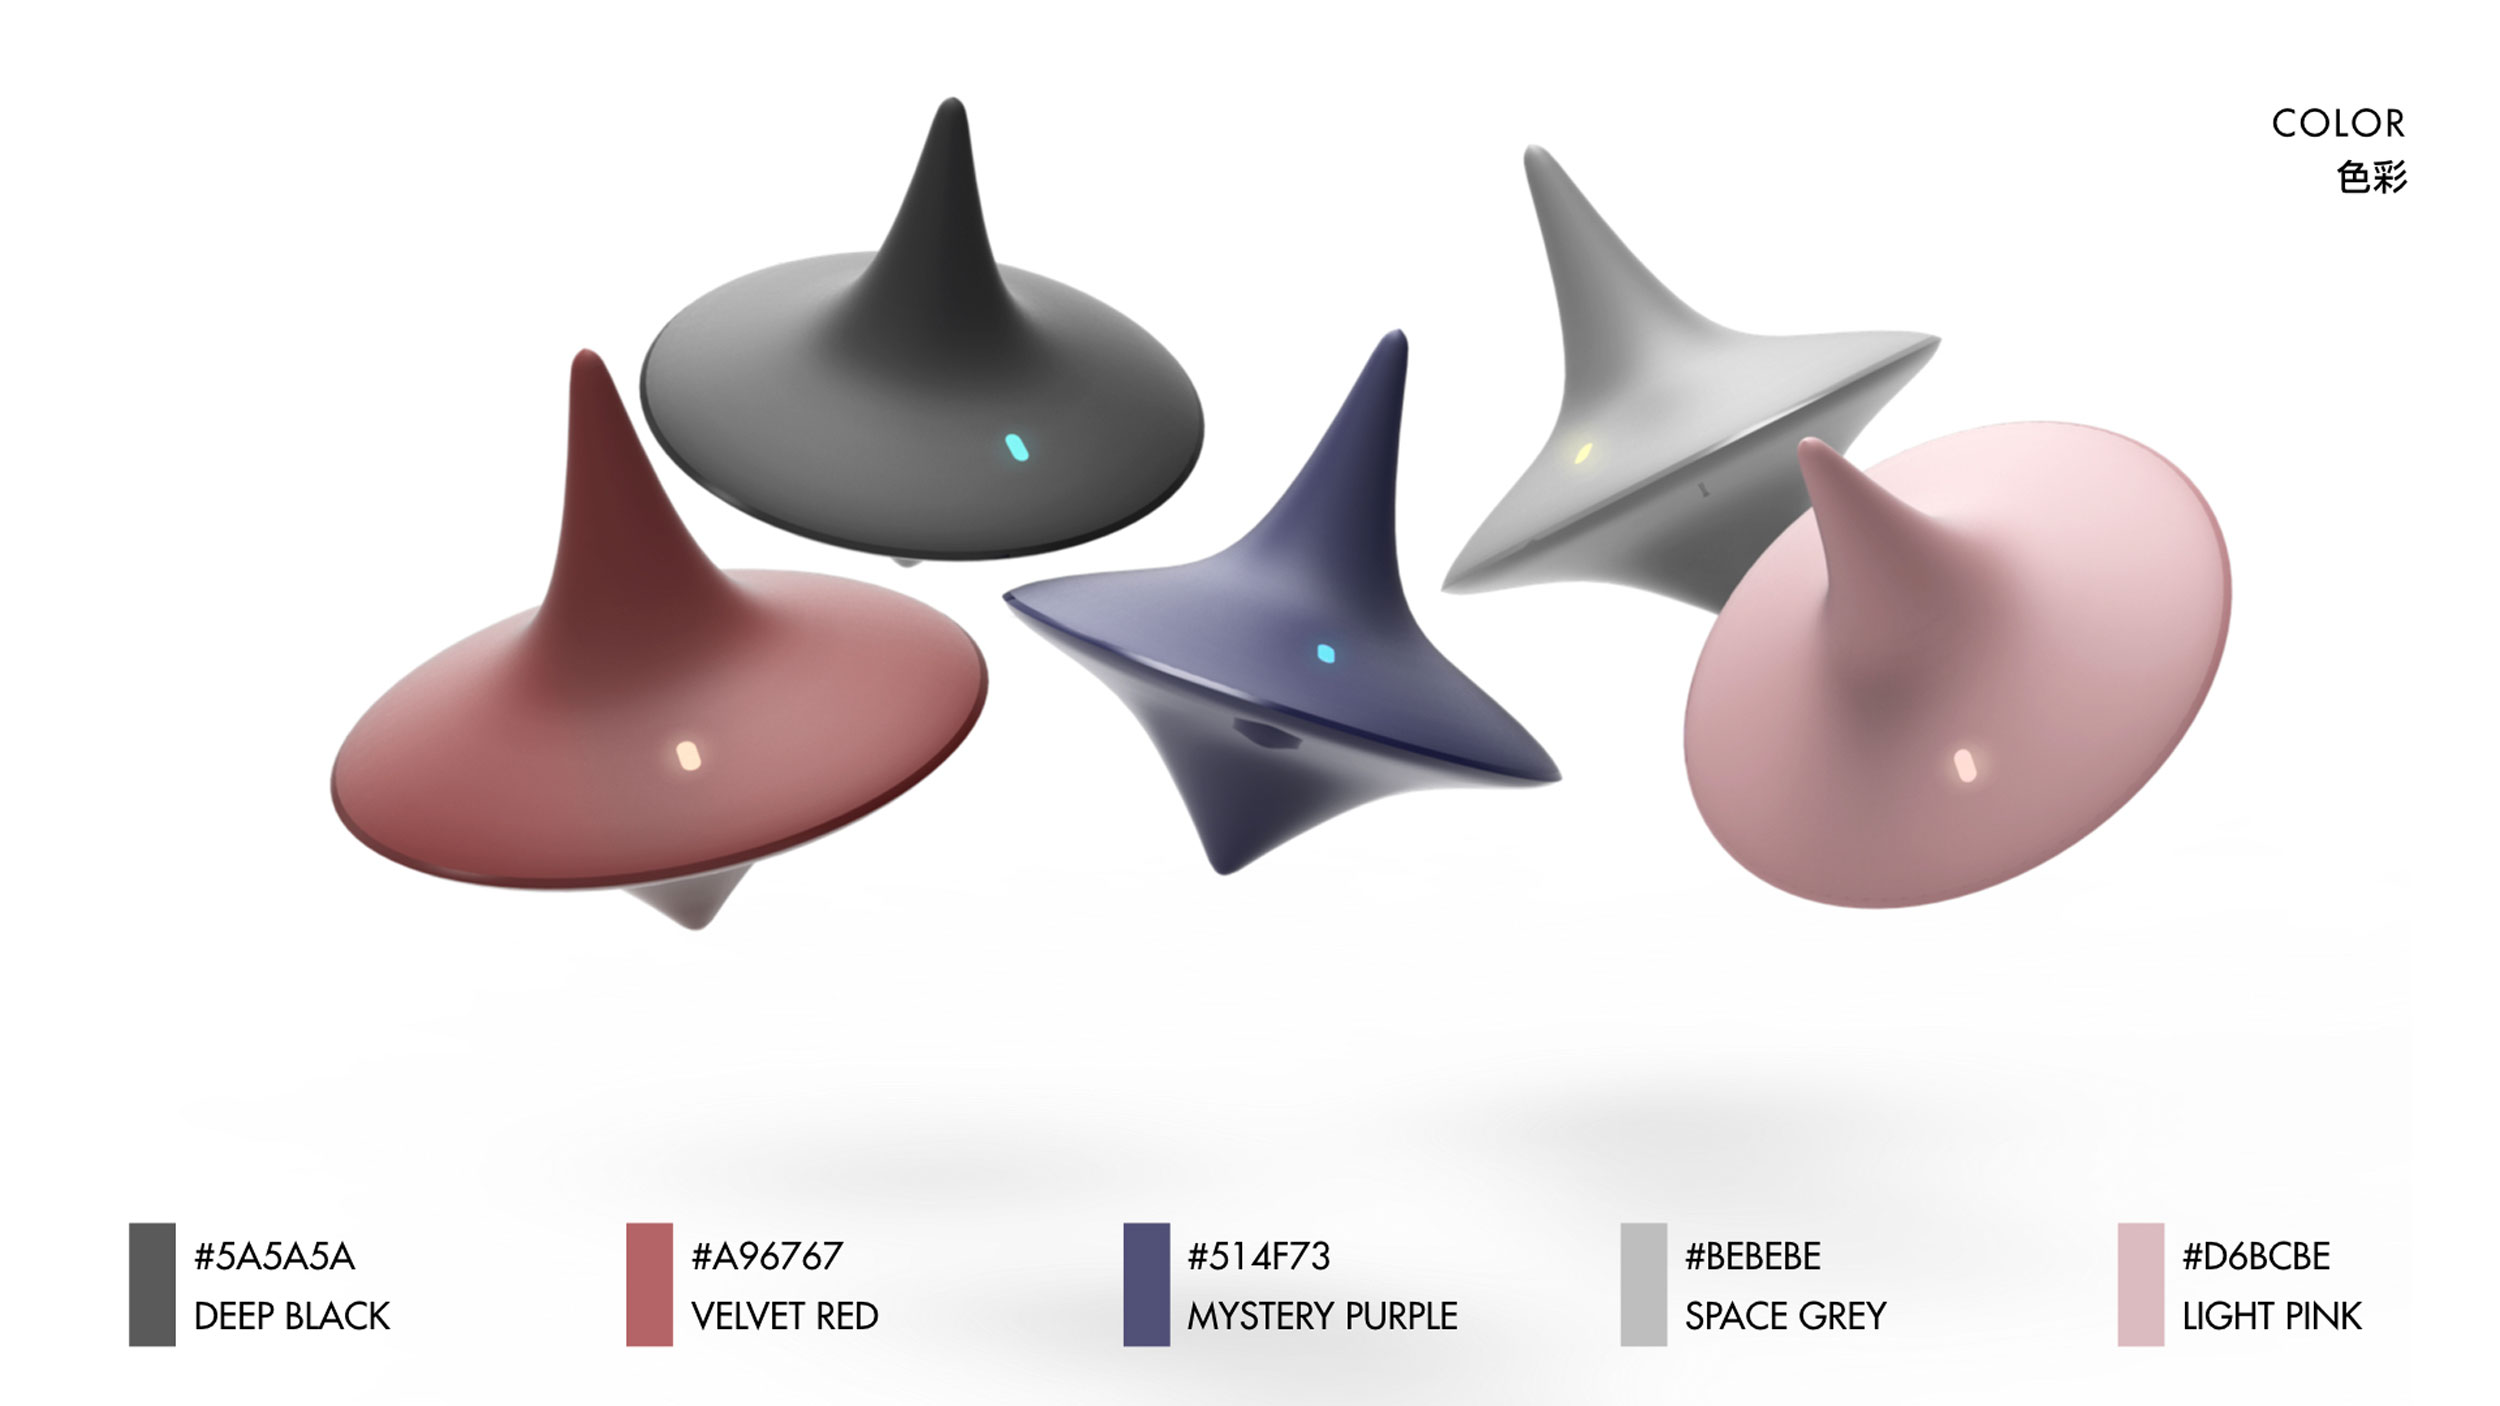 COLOR
色彩
#5A5A5A
DEEP BLACK
#A96767
VELVET RED
#514F73
MYSTERY PURPLE
#BEBEBE
SPACE GREY
#D6BCBE
LIGHT PINK